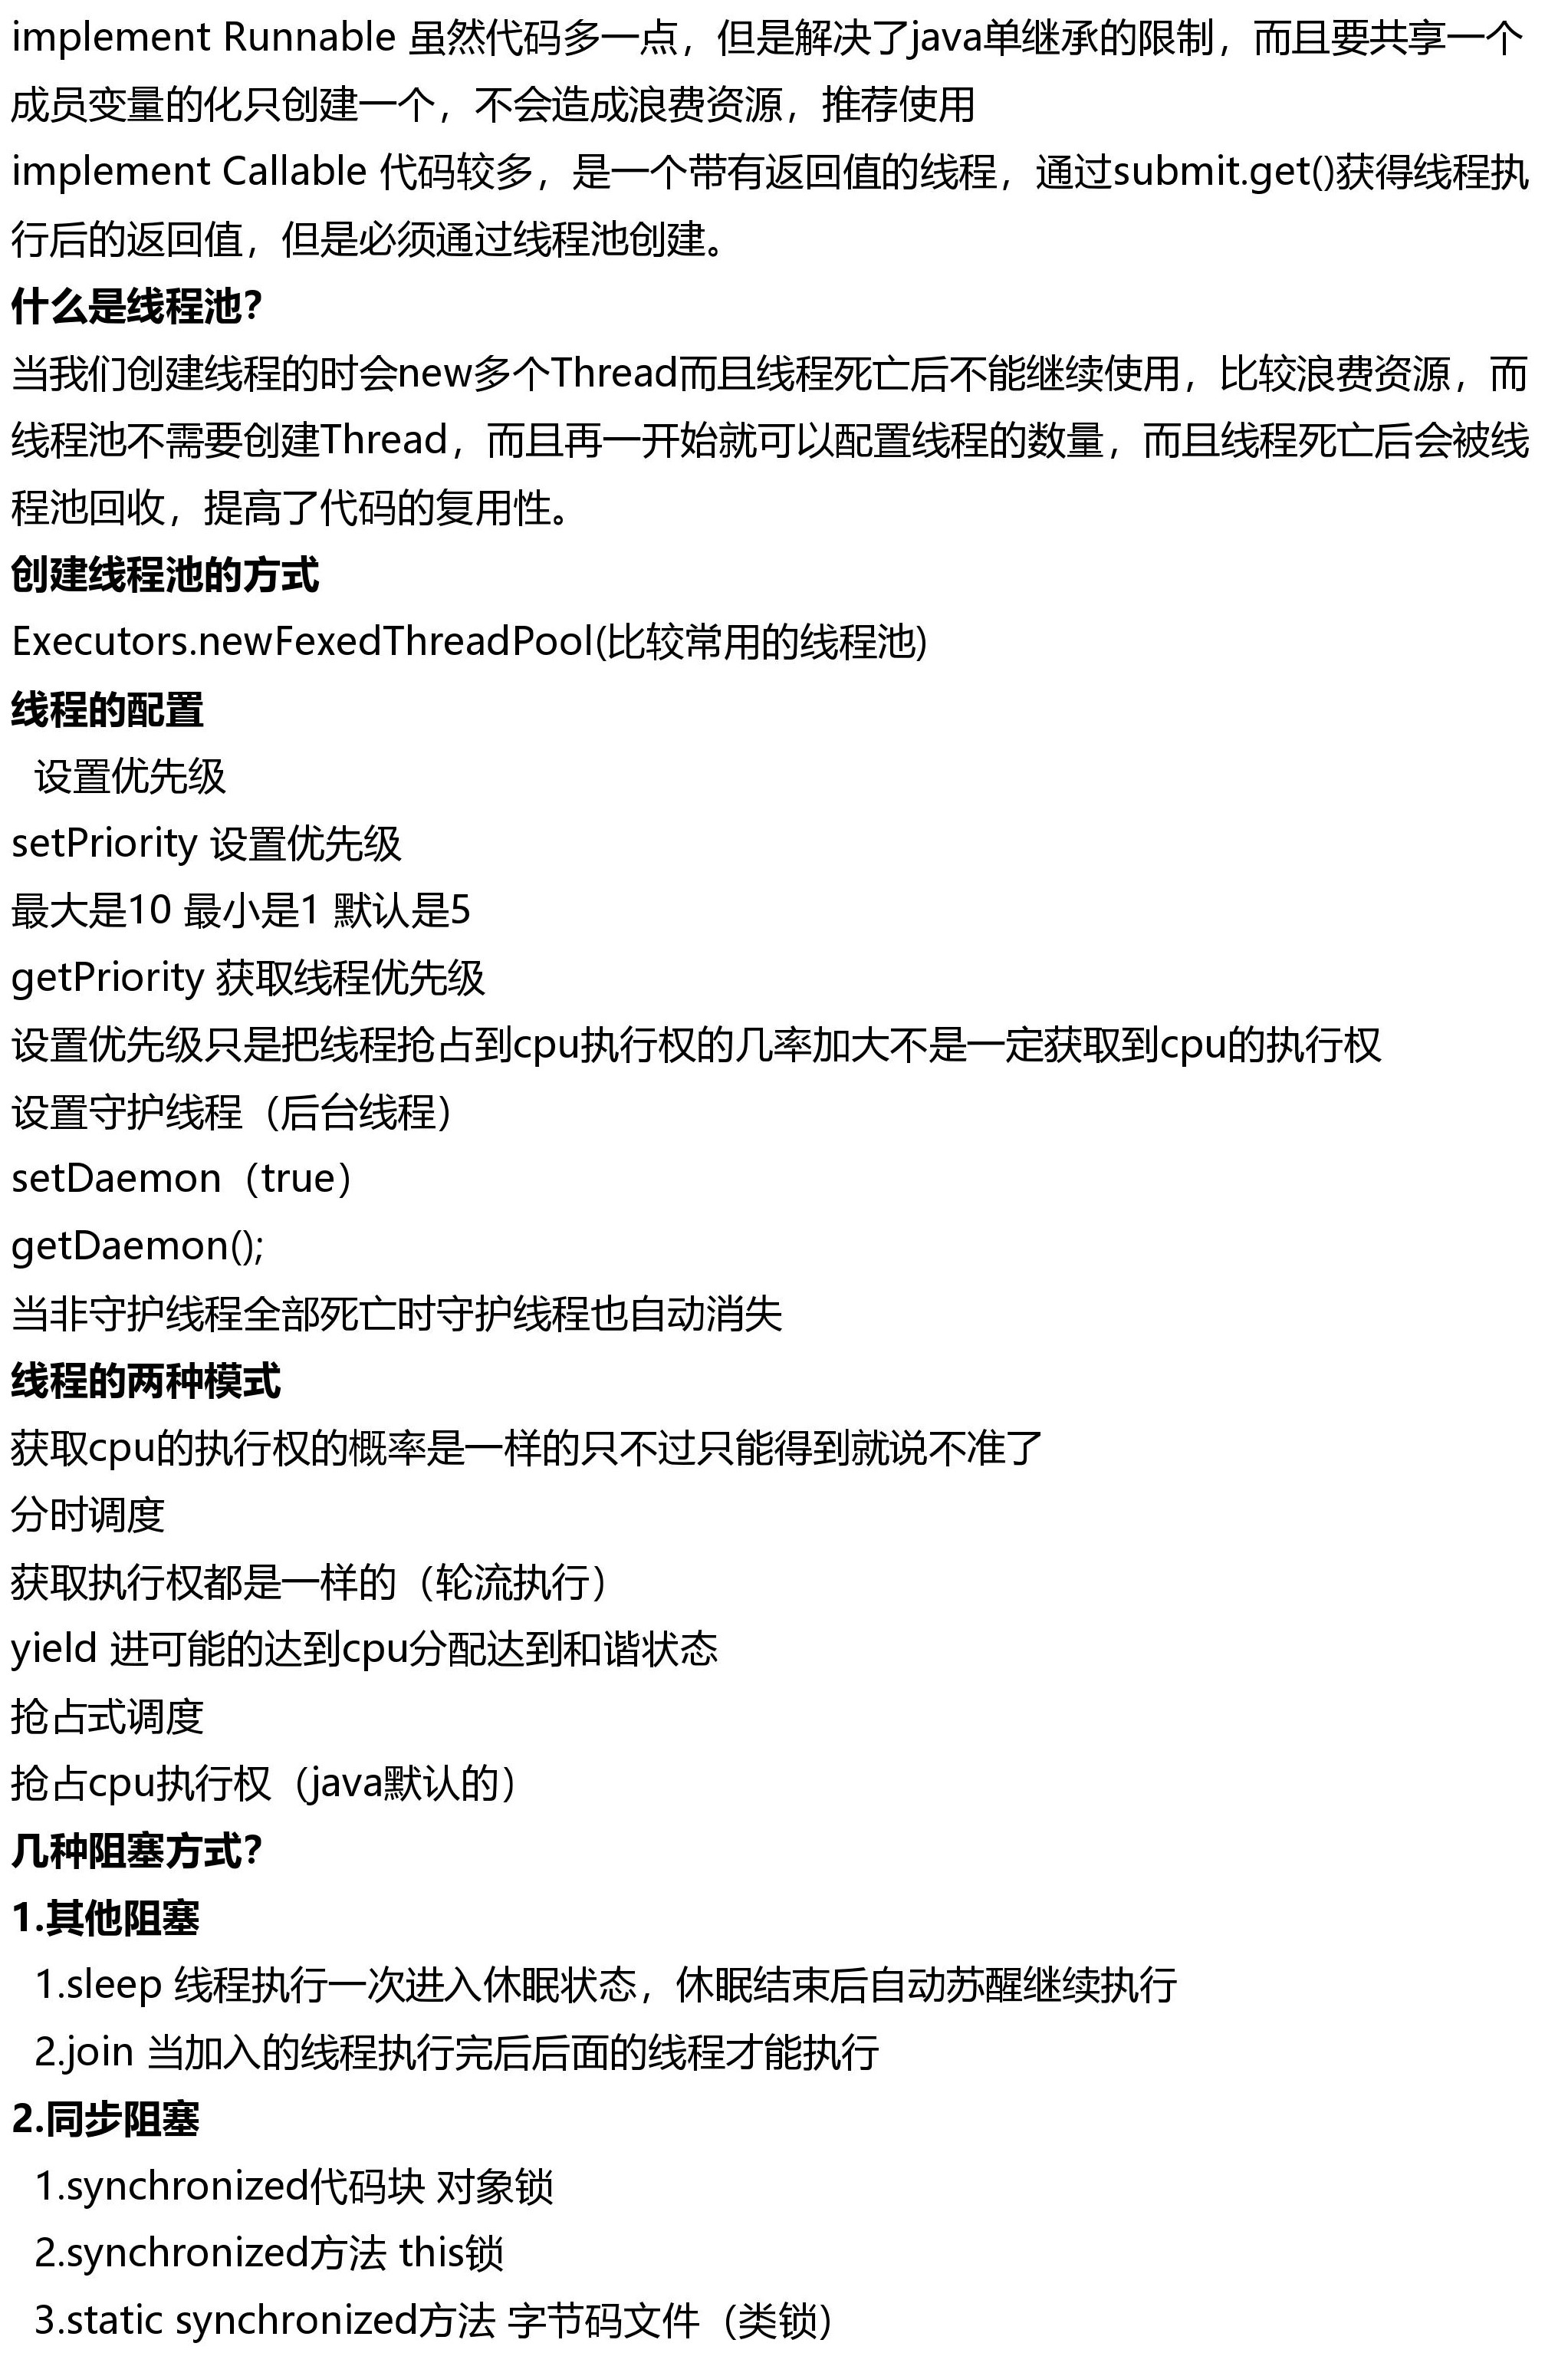 implement Runnable 虽然代码多一点，但是解决了java单继承的限制，而且要共享一个
成员变量的化只创建一个，不会造成浪费资源，推荐使用
implement Callable 代码较多，是一个带有返回值的线程，通过submit.get()获得线程执
行后的返回值，但是必须通过线程池创建。
什么是线程池？
当我们创建线程的时会new多个Thread而且线程死亡后不能继续使用，比较浪费资源，而
线程池不需要创建Thread，而且再一开始就可以配置线程的数量，而且线程死亡后会被线
程池回收，提高了代码的复用性。
创建线程池的方式
Executors.newFexedThreadPool(比较常用的线程池)
线程的配置
设置优先级
setPriority 设置优先级
最大是10 最小是1 默认是5
getPriority 获取线程优先级
设置优先级只是把线程抢占到cpu执行权的几率加大不是一定获取到cpu的执行权
设置守护线程（后台线程）
setDaemon（true）
getDaemon();
当非守护线程全部死亡时守护线程也自动消失
线程的两种模式
获取cpu的执行权的概率是一样的只不过只能得到就说不准了
分时调度
获取执行权都是一样的（轮流执行）
yield 进可能的达到cpu分配达到和谐状态
抢占式调度
抢占cpu执行权（java默认的）
几种阻塞方式？
1.其他阻塞
1.sleep 线程执行一次进入休眠状态，休眠结束后自动苏醒继续执行
2.join 当加入的线程执行完后后面的线程才能执行
2.同步阻塞
1.synchronized代码块 对象锁
2.synchronized方法 this锁
3.static synchronized方法 字节码文件（类锁）